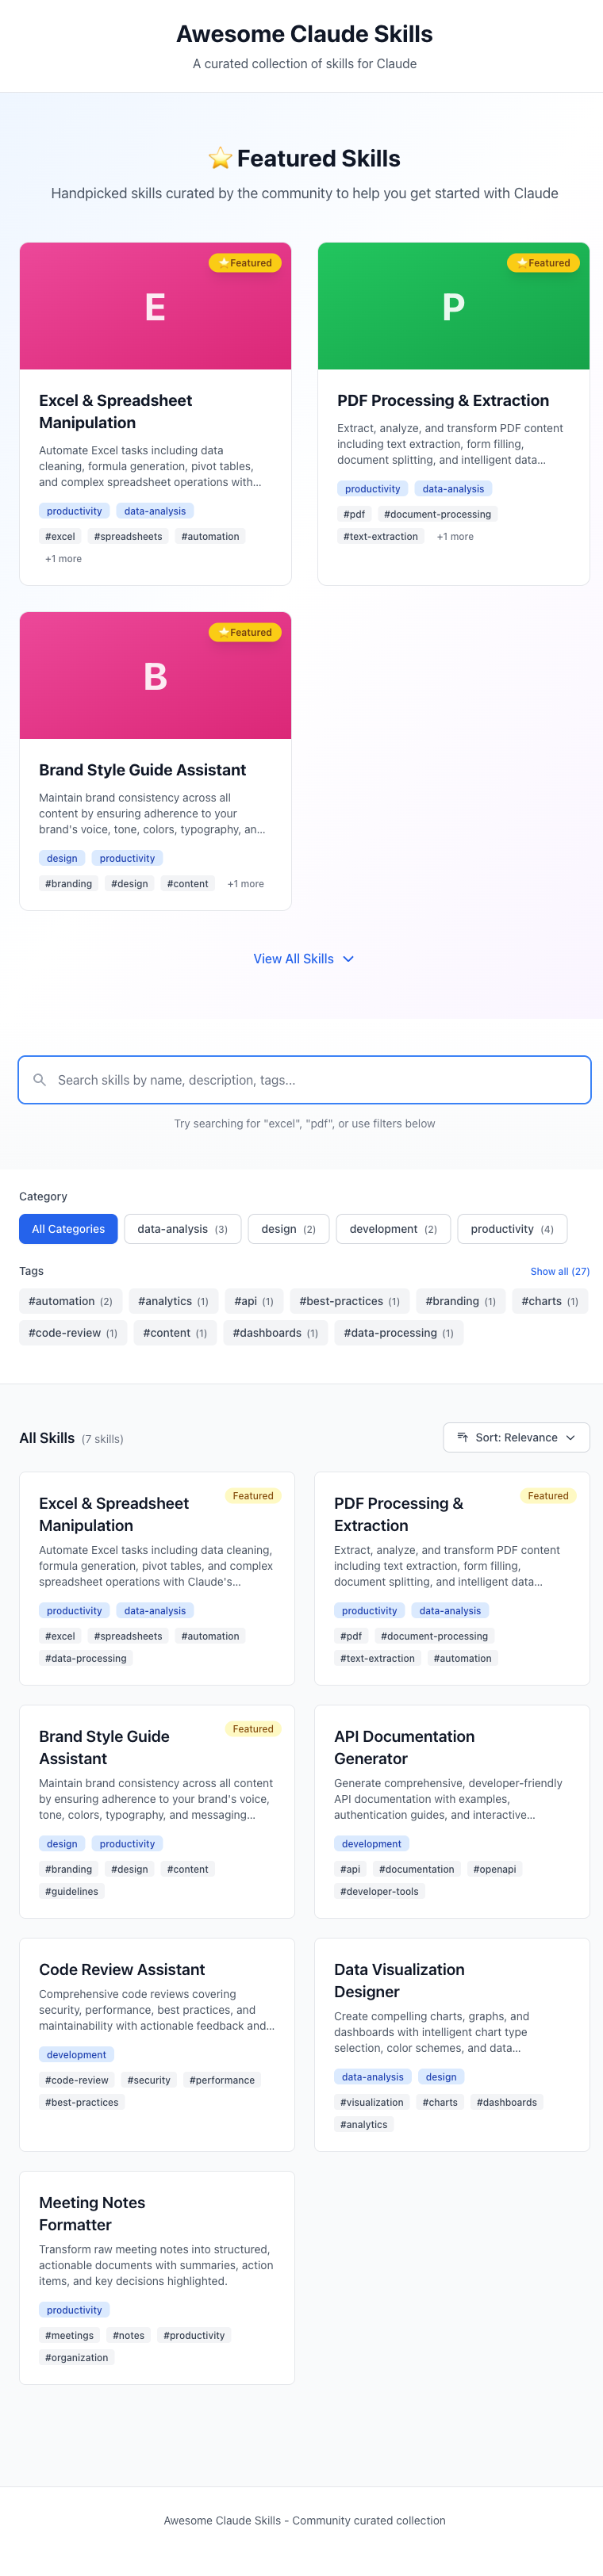 Awesome Claude Skills
A curated collection of skills for Claude
⭐ Featured Skills
Handpicked skills curated by the community to help you get started with Claude
⭐ Featured
E
Excel & Spreadsheet
Manipulation
Automate Excel tasks including data
cleaning, formula generation, pivot tables,
and complex spreadsheet operations with...
productivity data-analysis
#excel #spreadsheets #automation
+1 more
⭐ Featured
P
PDF Processing & Extraction
Extract, analyze, and transform PDF content
including text extraction, form filling,
document splitting, and intelligent data...
productivity data-analysis
#pdf #document-processing
#text-extraction +1 more
⭐ Featured
B
Brand Style Guide Assistant
Maintain brand consistency across all
content by ensuring adherence to your
brand's voice, tone, colors, typography, an...
design productivity
#branding #design #content +1 more
View All Skills
Search skills by name, description, tags...
Try searching for "excel", "pdf", or use filters below
Category
All Categories data-analysis (3) design (2) development (2) productivity (4)
Tags Show all (27)
#automation (2) #analytics (1) #api (1) #best-practices (1) #branding (1) #charts (1)
#code-review (1) #content (1) #dashboards (1) #data-processing (1)
All Skills (7 skills) Sort: Relevance
Featured
Excel & Spreadsheet
Manipulation
Automate Excel tasks including data cleaning,
formula generation, pivot tables, and complex
spreadsheet operations with Claude's...
productivity data-analysis
#excel #spreadsheets #automation
#data-processing
Featured
PDF Processing &
Extraction
Extract, analyze, and transform PDF content
including text extraction, form filling,
document splitting, and intelligent data...
productivity data-analysis
#pdf #document-processing
#text-extraction #automation
Featured
Brand Style Guide
Assistant
Maintain brand consistency across all content
by ensuring adherence to your brand's voice,
tone, colors, typography, and messaging...
design productivity
#branding #design #content
#guidelines
API Documentation
Generator
Generate comprehensive, developer-friendly
API documentation with examples,
authentication guides, and interactive...
development
#api #documentation #openapi
#developer-tools
Code Review Assistant
Comprehensive code reviews covering
security, performance, best practices, and
maintainability with actionable feedback and...
development
#code-review #security #performance
#best-practices
Data Visualization
Designer
Create compelling charts, graphs, and
dashboards with intelligent chart type
selection, color schemes, and data...
data-analysis design
#visualization #charts #dashboards
#analytics
Meeting Notes
Formatter
Transform raw meeting notes into structured,
actionable documents with summaries, action
items, and key decisions highlighted.
productivity
#meetings #notes #productivity
#organization
Awesome Claude Skills - Community curated collection